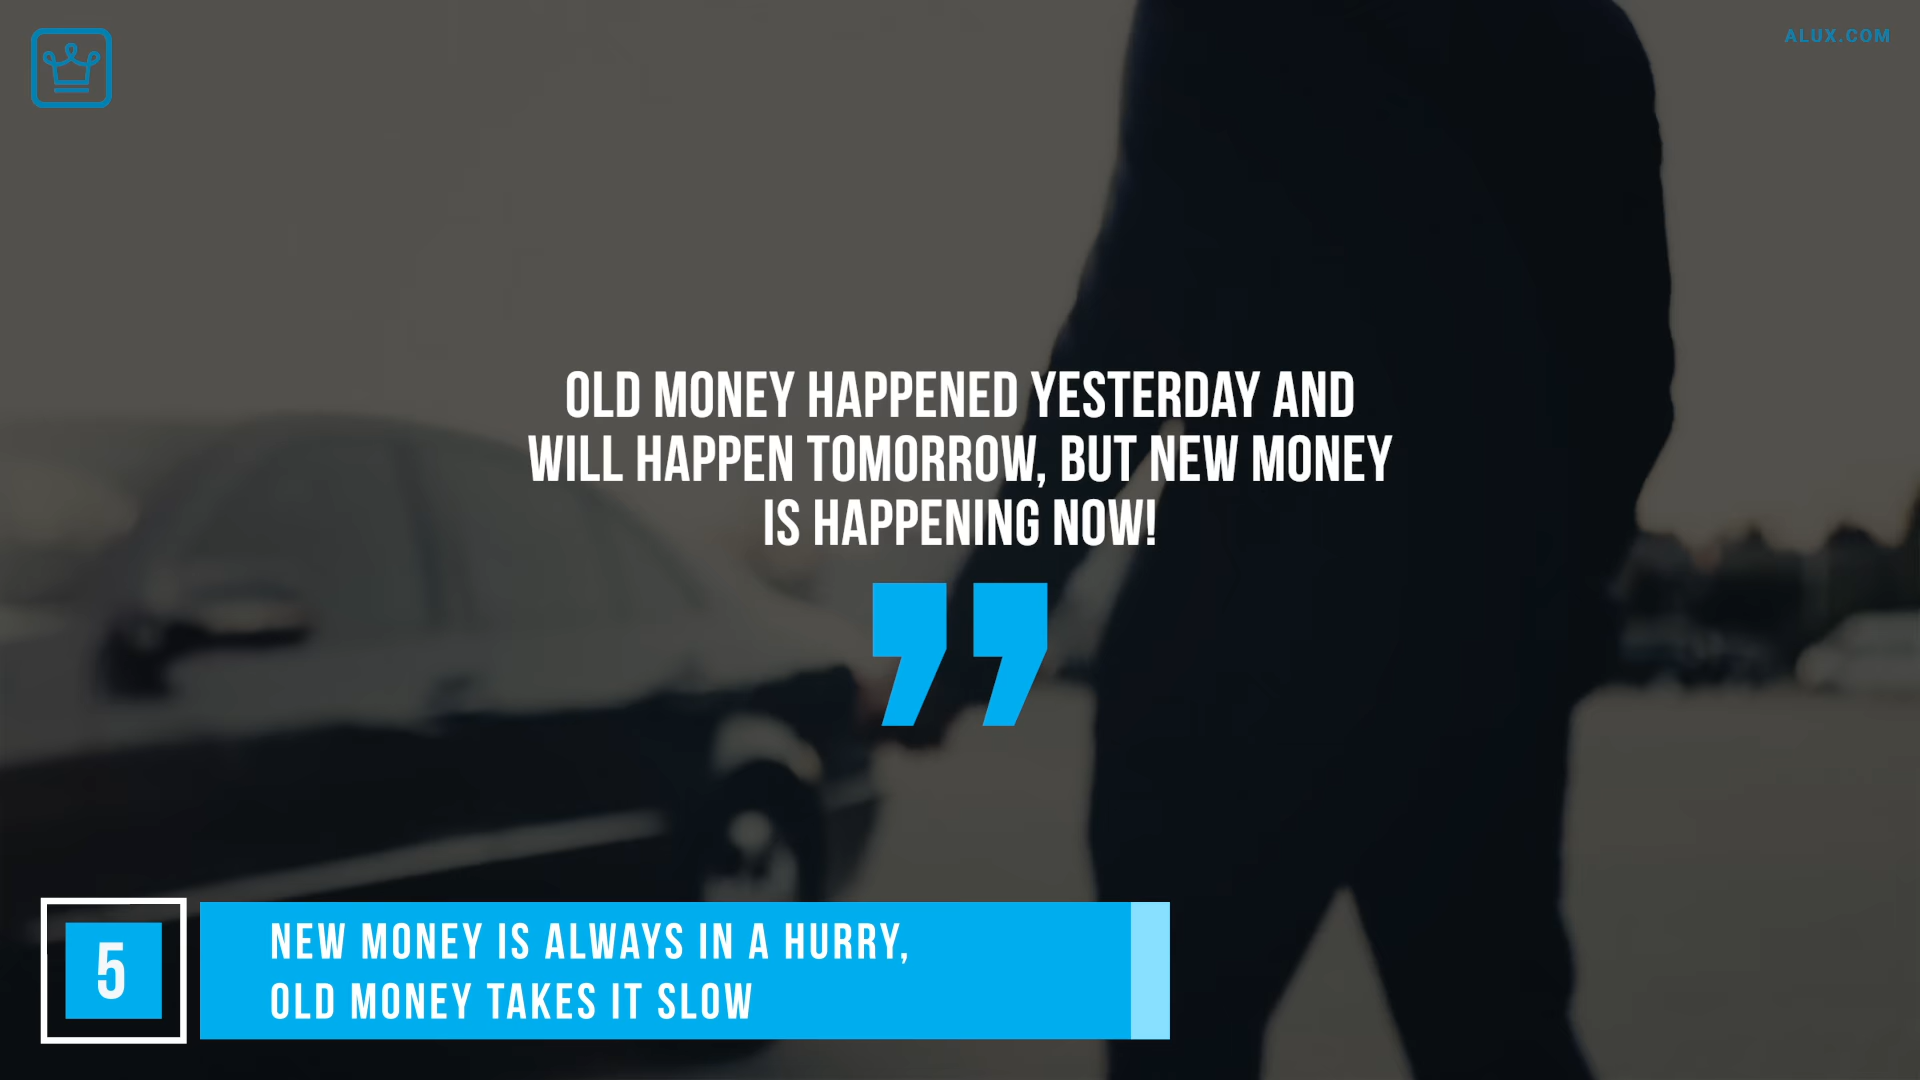 ALUX.COM
OLD MONEY HAPPENED YESTERDAY AND
WILL HAPPEN TOMORROW, BUT NEW MONEY
IS HAPPENING NOW!
”
5
NEW MONEY IS ALWAYS IN A HURRY,
OLD MONEY TAKES IT SLOW